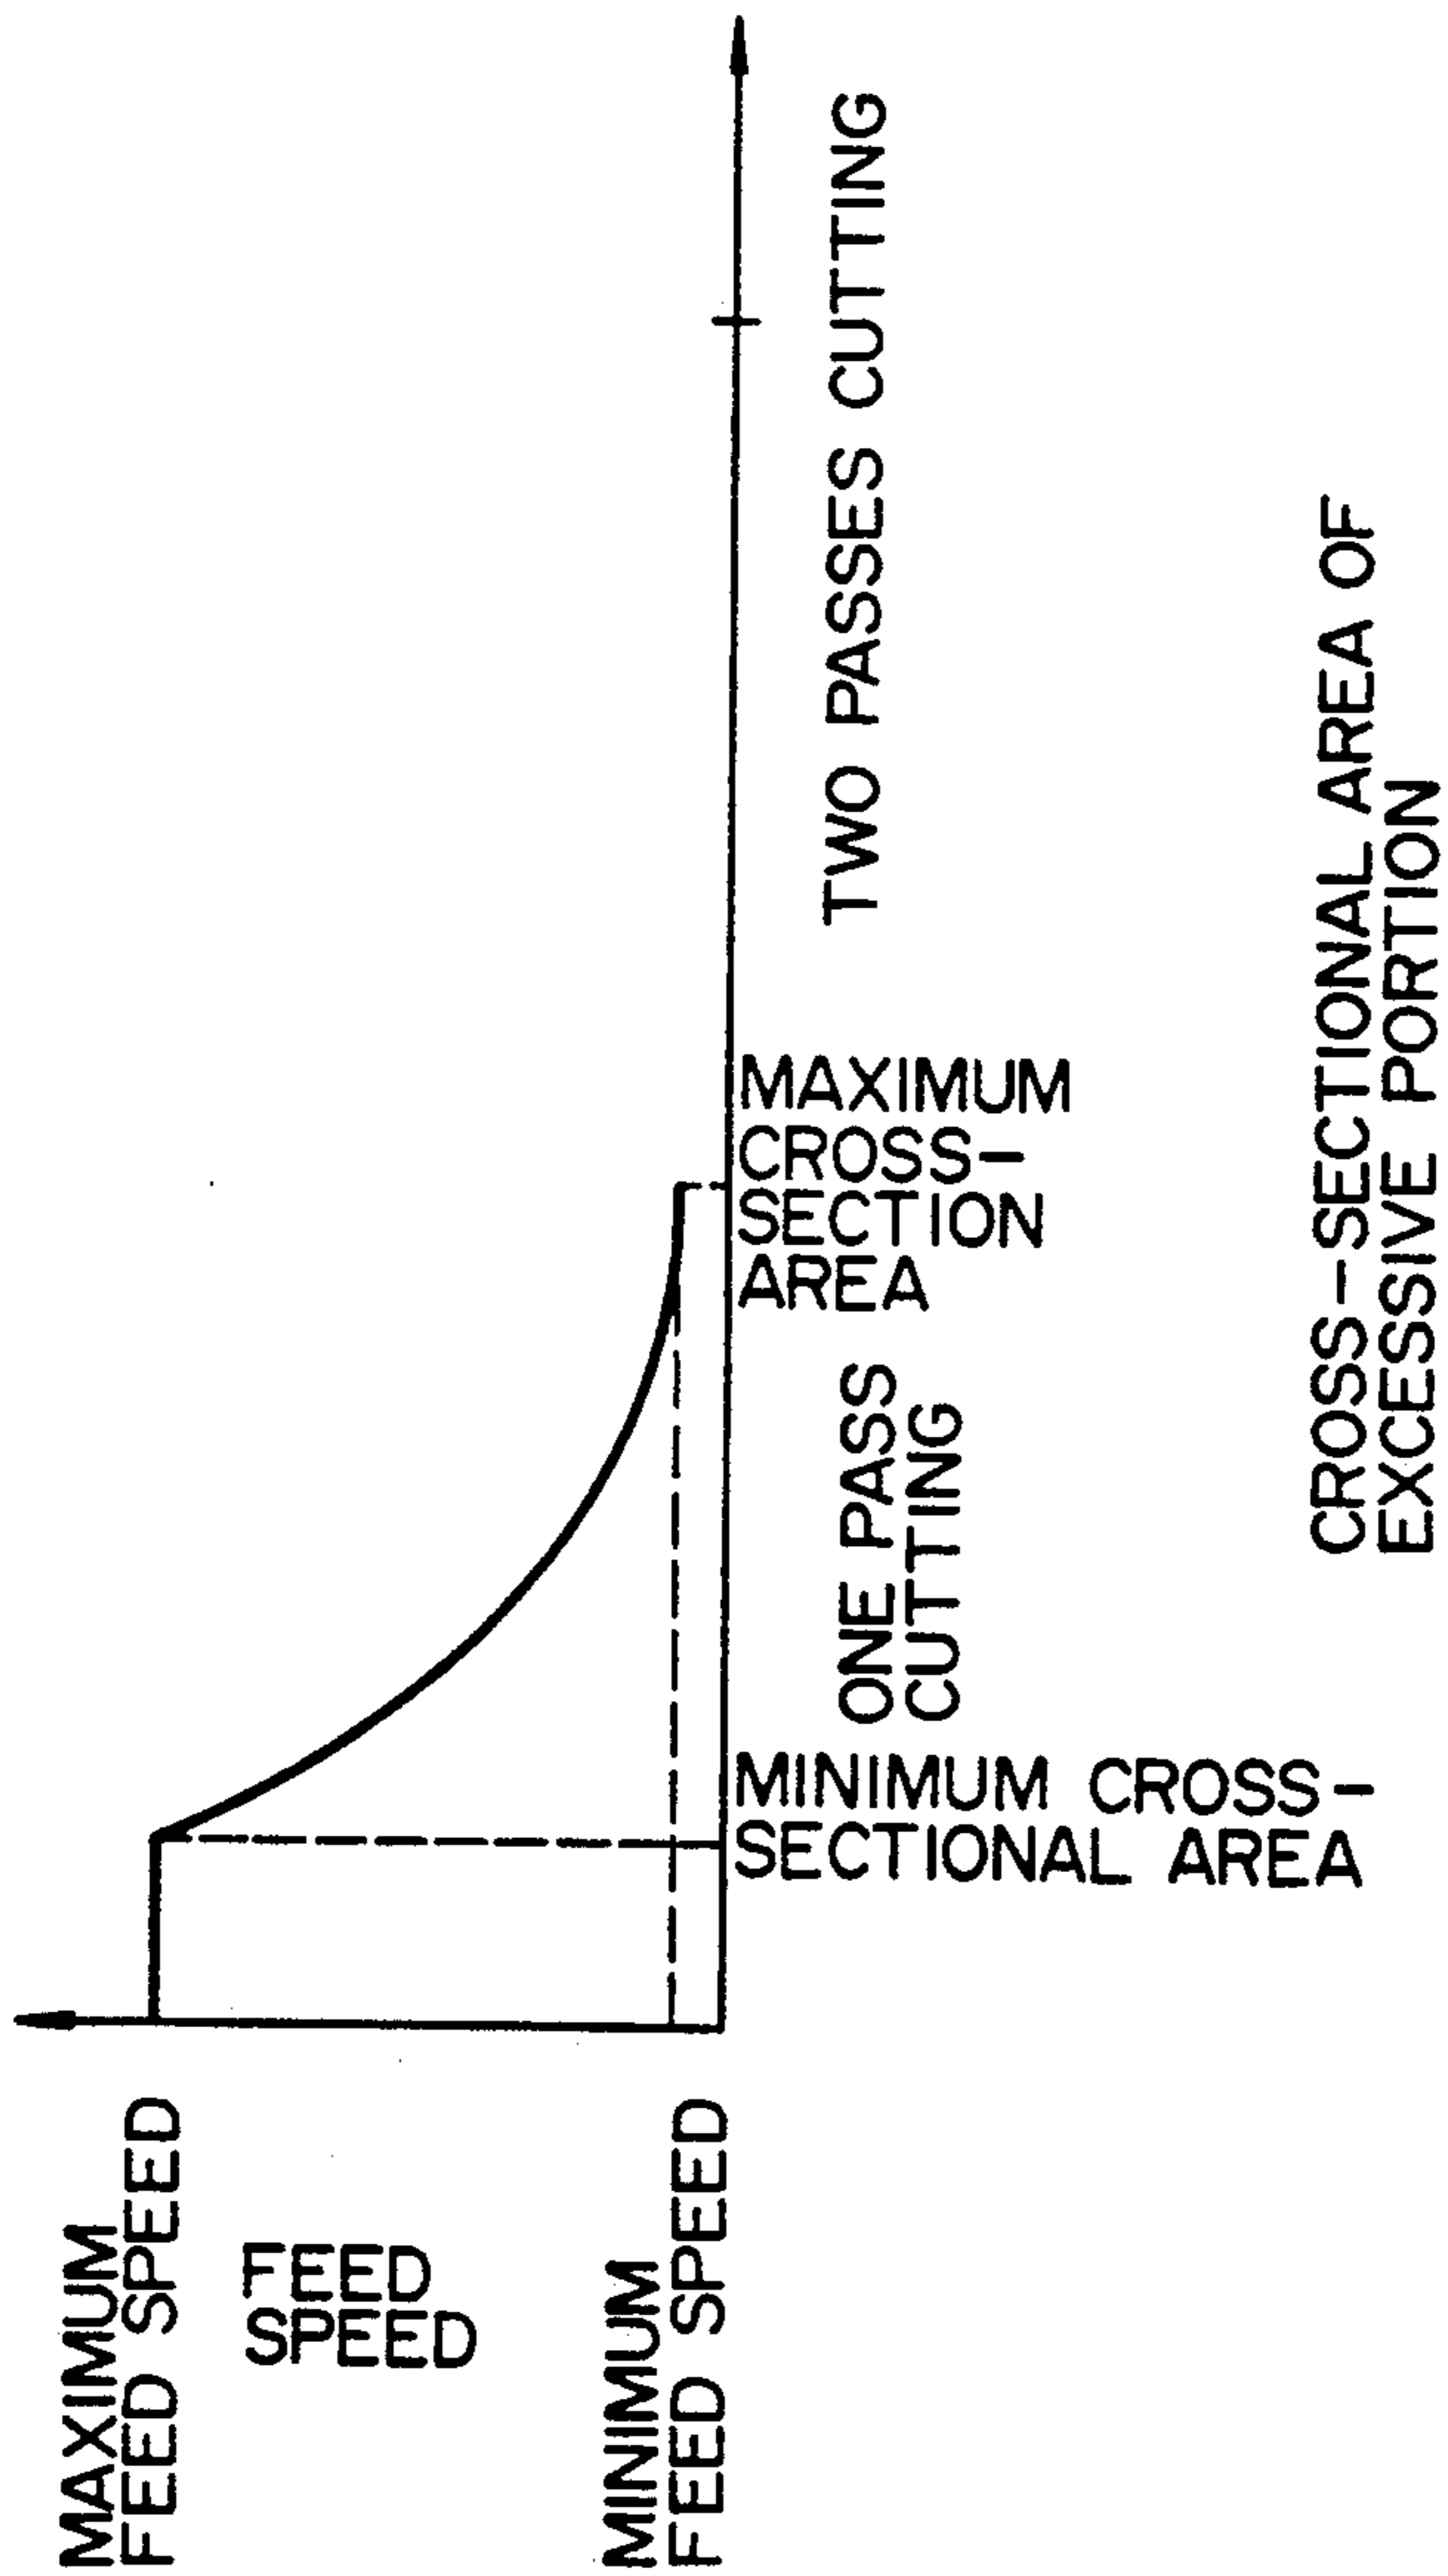 MAXIMUM
FEED SPEED
FEED
SPEED
MINIMUM
FEED SPEED
MINIMUM CROSS-
SECTIONAL AREA
ONE PASS
CUTTING
MAXIMUM
CROSS-
SECTION
AREA
TWO PASSES CUTTING
CROSS-SECTIONAL AREA OF
EXCESSIVE PORTION